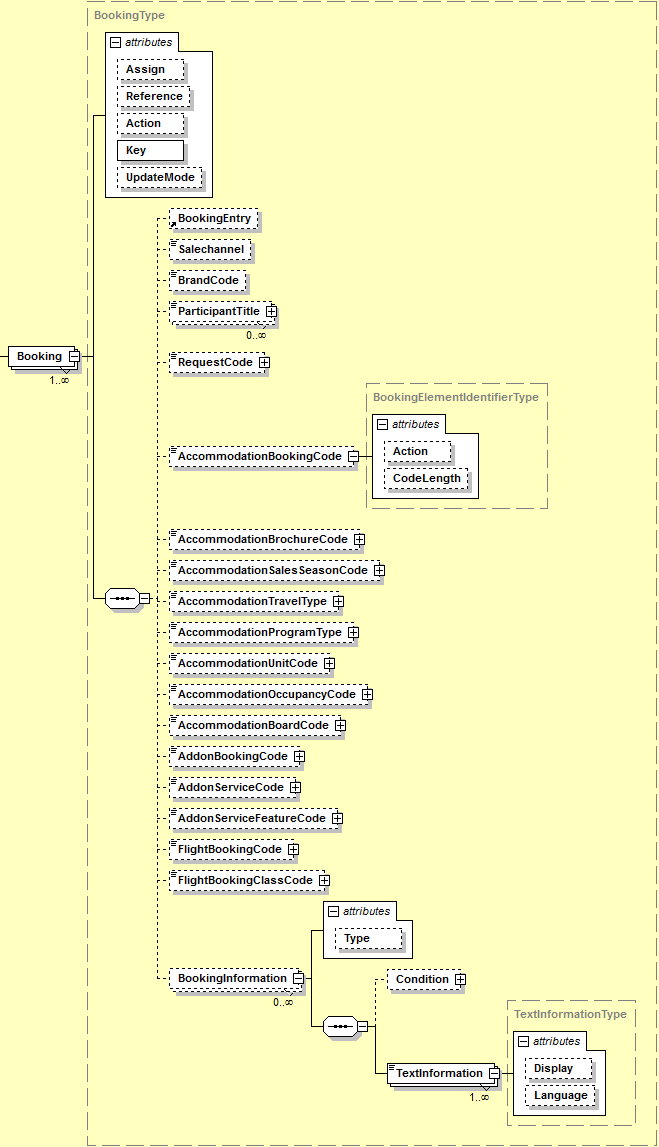 BookingType
attributes
Assign
Reference
Action
Key
UpdateMode
BookingEntry
Salechannel
BrandCode
ParticipantTitle
0..∞
Booking
1..∞
RequestCode
BookingElementIdentifierType
attributes
Action
CodeLength
AccommodationBookingCode
AccommodationBrochureCode
AccommodationSalesSeasonCode
AccommodationTravelType
AccommodationProgramType
AccommodationUnitCode
AccommodationOccupancyCode
AccommodationBoardCode
AddonBookingCode
AddonServiceCode
AddonServiceFeatureCode
FlightBookingCode
FlightBookingClassCode
attributes
Type
BookingInformation
0..∞
Condition
TextInformationType
attributes
Display
Language
TextInformation
1..∞